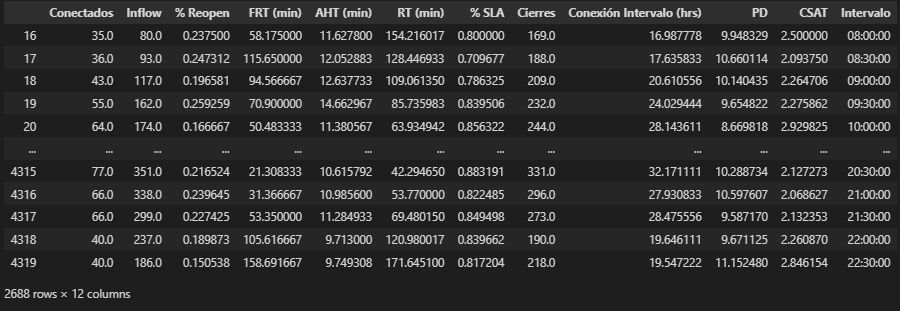 Conectados Inflow % Reopen FRT (min) AHT (min) RT (min) % SLA Cierres Conexión Intervalo (hrs) PD CSAT Intervalo
16 35.0 80.0 0.237500 58.175000 11.627800 154.216017 0.800000 169.0 16.987778 9.948329 2.500000 08:00:00
17 36.0 93.0 0.247312 115.650000 12.052883 128.446933 0.709677 188.0 17.635833 10.660114 2.093750 08:30:00
18 43.0 117.0 0.196581 94.566667 12.637733 109.061350 0.786325 209.0 20.610556 10.140435 2.264706 09:00:00
19 55.0 162.0 0.259259 70.900000 14.662967 85.735983 0.839506 232.0 24.029444 9.654822 2.275862 09:30:00
20 64.0 174.0 0.166667 50.483333 11.380567 63.934942 0.856322 244.0 28.143611 8.669818 2.929825 10:00:00
... ... ... ... ... ... ... ... ... ... ... ... ...
4315 77.0 351.0 0.216524 21.308333 10.615792 42.294650 0.883191 331.0 32.171111 10.288734 2.127273 20:30:00
4316 66.0 338.0 0.239645 31.366667 10.985600 53.770000 0.822485 296.0 27.930833 10.597607 2.068627 21:00:00
4317 66.0 299.0 0.227425 53.350000 11.284933 69.480150 0.849498 273.0 28.475556 9.587170 2.132353 21:30:00
4318 40.0 237.0 0.189873 105.616667 9.713000 120.980017 0.839662 190.0 19.646111 9.671125 2.260870 22:00:00
4319 40.0 186.0 0.150538 158.691667 9.749308 171.645100 0.817204 218.0 19.547222 11.152480 2.846154 22:30:00
2688 rows × 12 columns